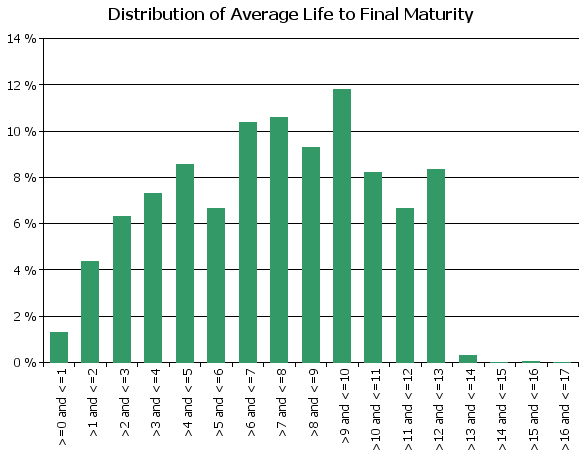 Distribution of Average Life to Final Maturity
14 %
12 %
10 %
8 %
6 %
4 %
2 %
0 %
>=0 and <=1
>1 and <=2
>2 and <=3
>3 and <=4
>4 and <=5
>5 and <=6
>6 and <=7
>7 and <=8
>8 and <=9
>9 and <=10
>10 and <=11
>11 and <=12
>12 and <=13
>13 and <=14
>14 and <=15
>15 and <=16
>16 and <=17